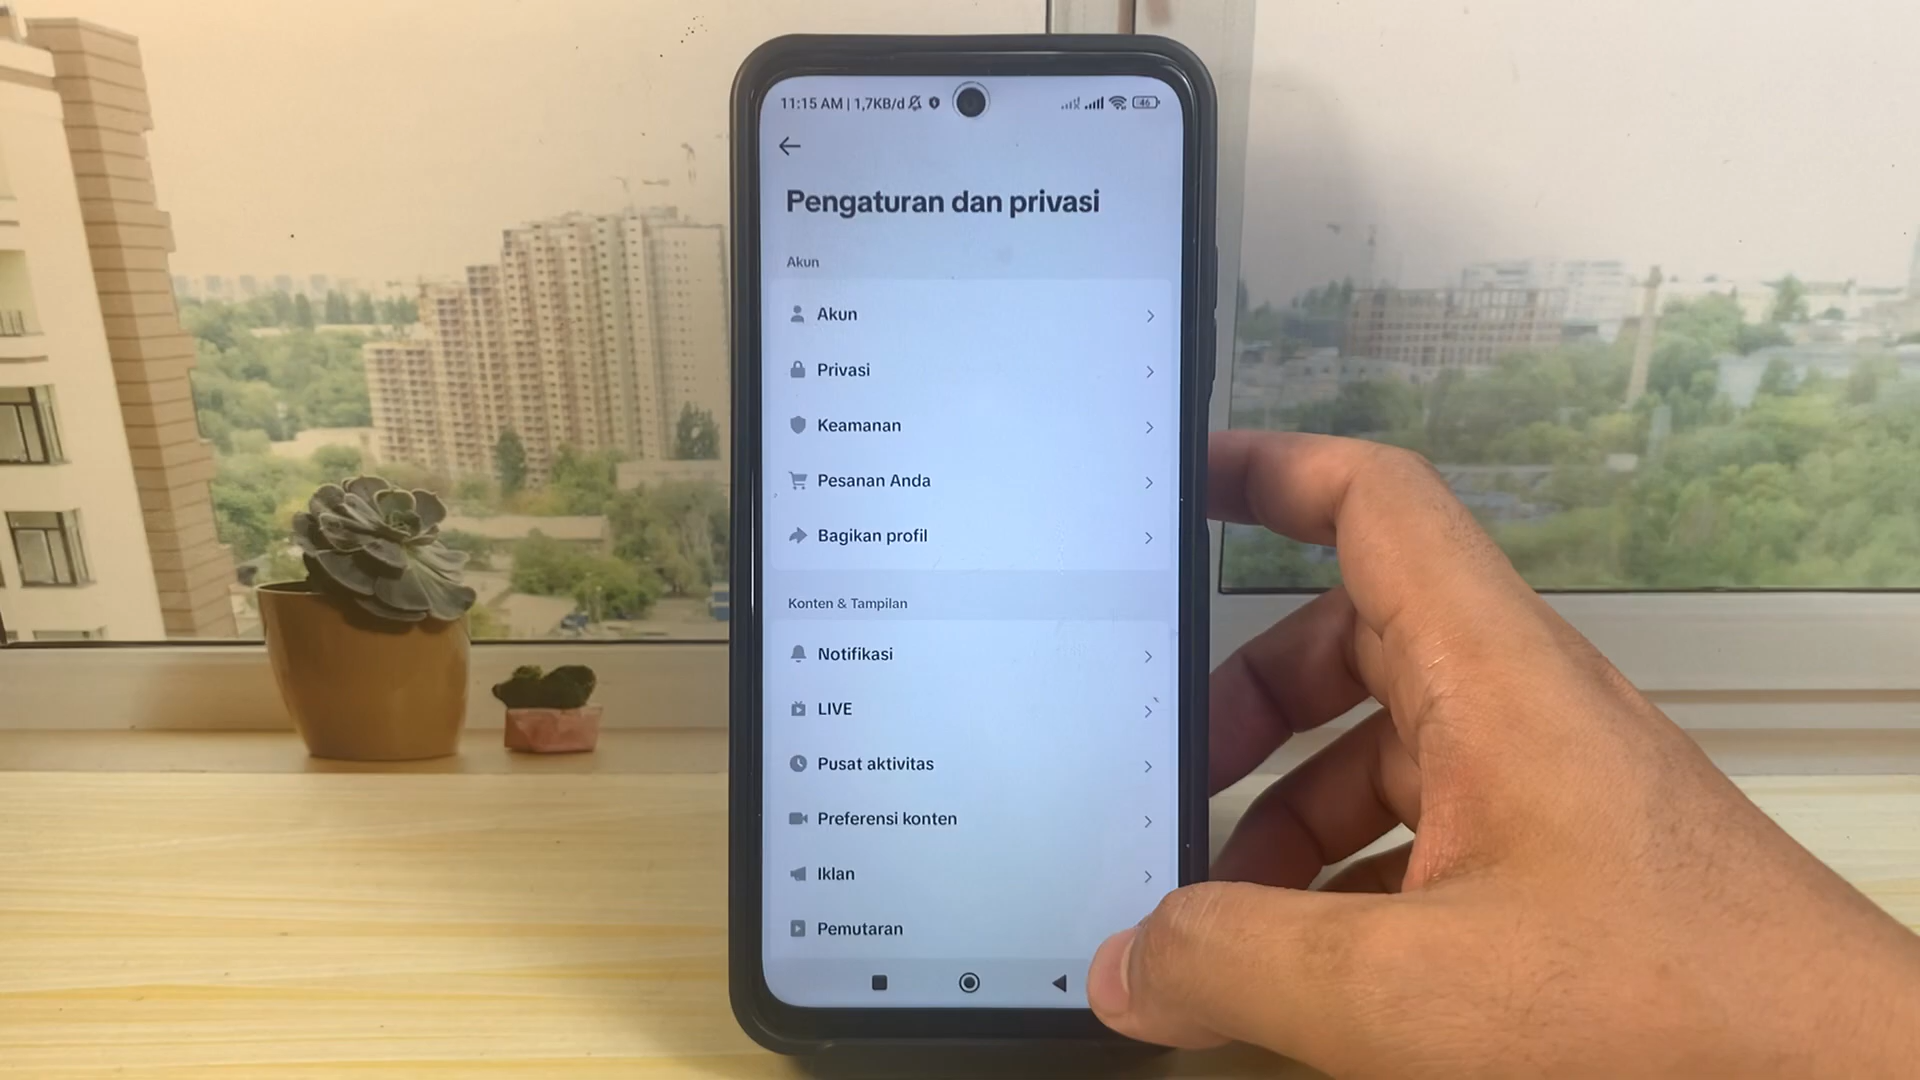 11:15 AM | 1,7KB/d
46
Pengaturan dan privasi
Akun
Akun
Privasi
Keamanan
Pesanan Anda
Bagikan profil
Konten & Tampilan
Notifikasi
LIVE
Pusat aktivitas
Preferensi konten
Iklan
Pemutaran